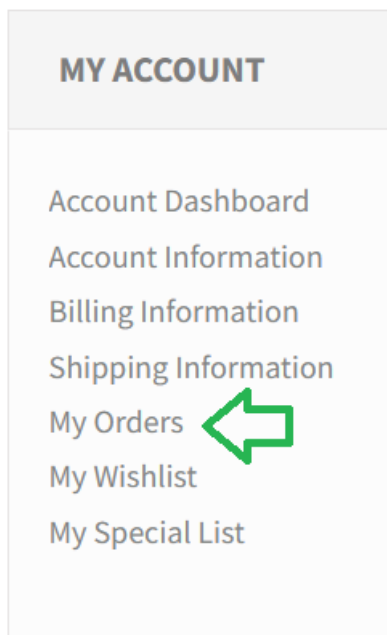 MY ACCOUNT
Account Dashboard
Account Information
Billing Information
Shipping Information
My Orders
My Wishlist
My Special List